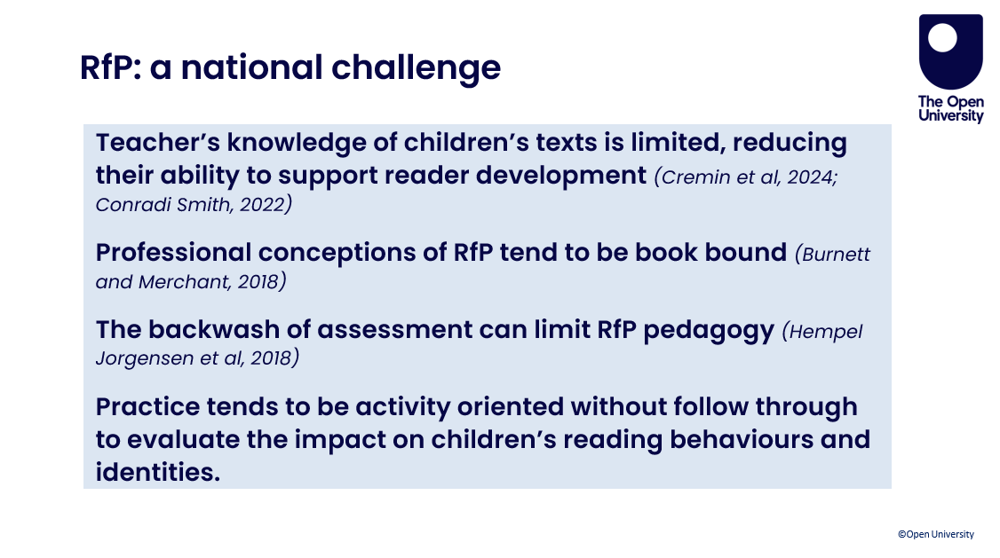 RfP: a national challenge
The Open
University
Teacher’s knowledge of children’s texts is limited, reducing
their ability to support reader development (Cremin et al, 2024;
Conradi Smith, 2022)
Professional conceptions of RfP tend to be book bound (Burnett
and Merchant, 2018)
The backwash of assessment can limit RfP pedagogy (Hempel
Jorgensen et al, 2018)
Practice tends to be activity oriented without follow through
to evaluate the impact on children’s reading behaviours and
identities.
©Open University